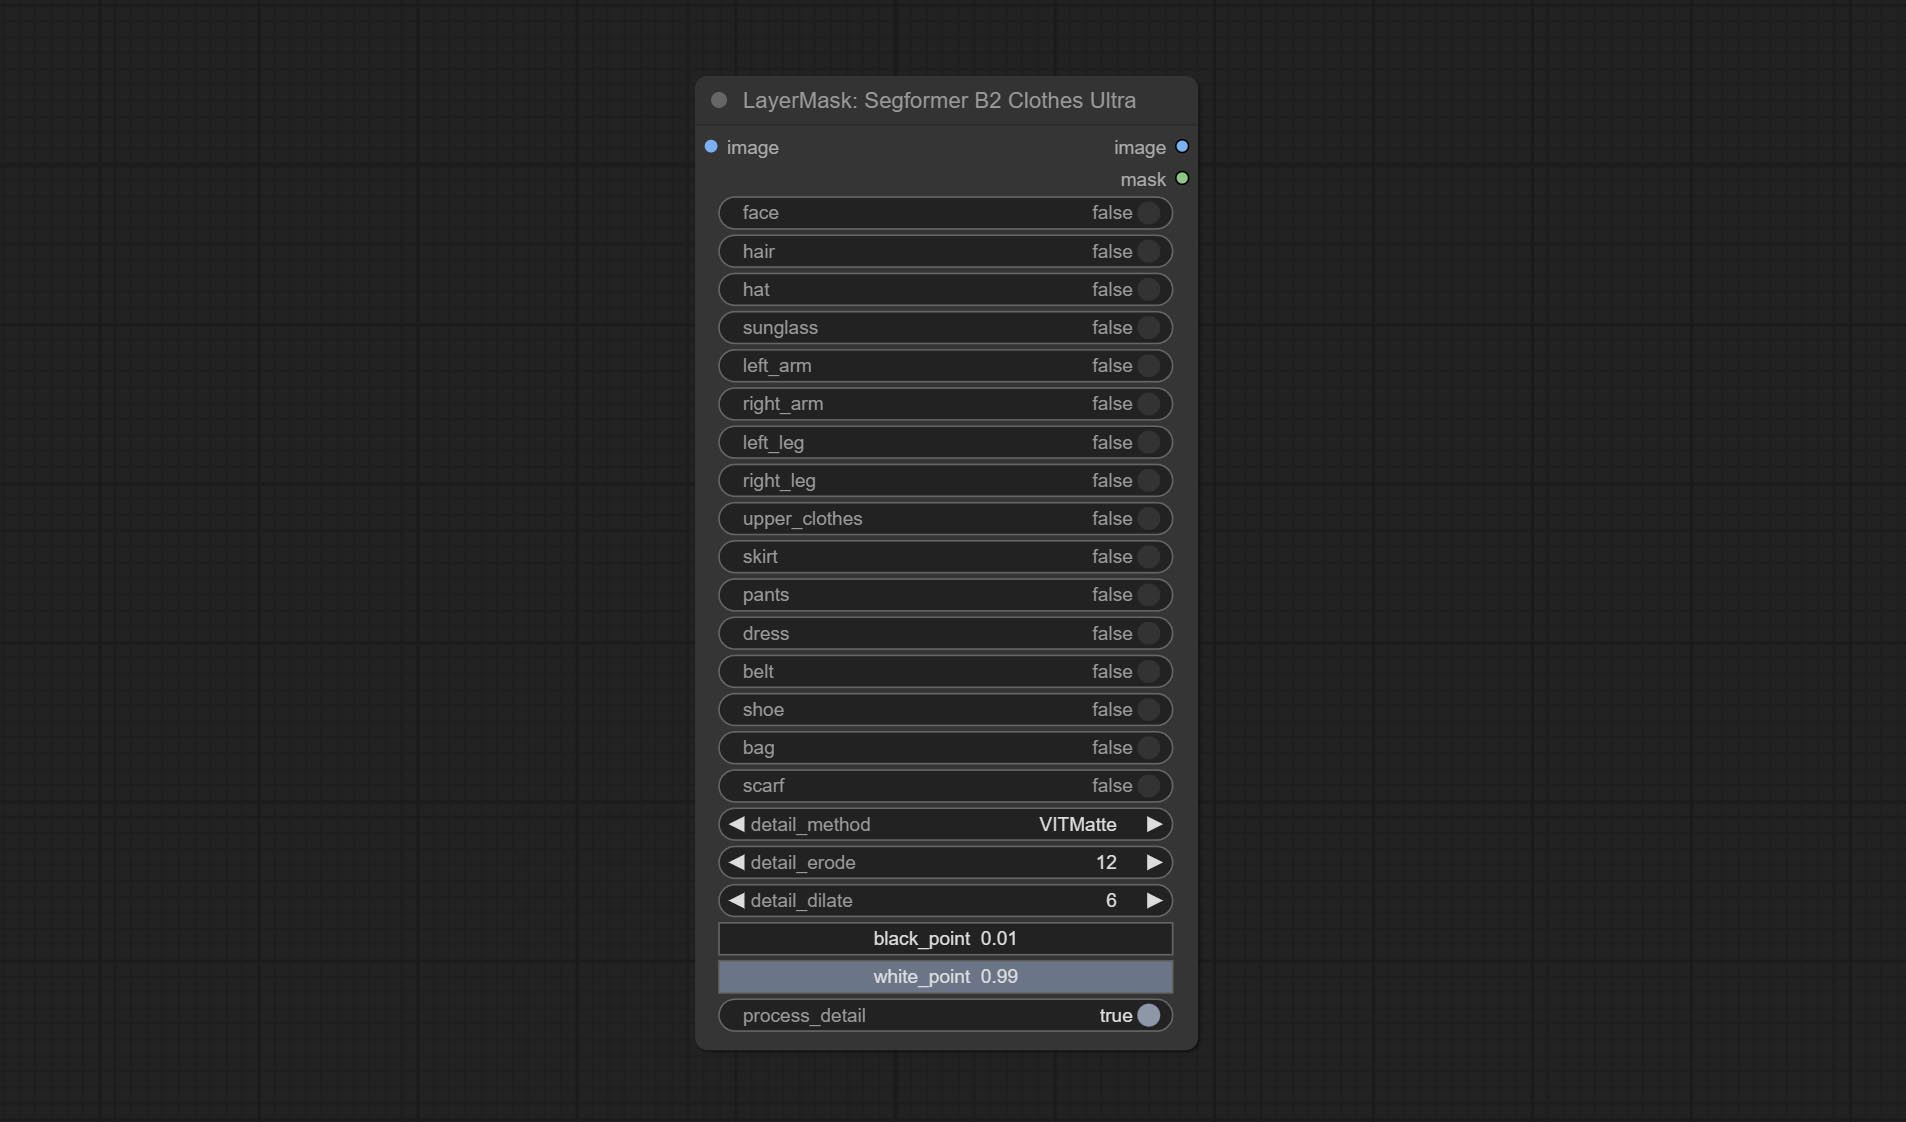 LayerMask: Segformer B2 Clothes Ultra
image image
mask
face false
hair false
hat false
sunglass false
left_arm false
right_arm false
left_leg false
right_leg false
upper_clothes false
skirt false
pants false
dress false
belt false
shoe false
bag false
scarf false
detail_method VITMatte
detail_erode 12
detail_dilate 6
black_point 0.01
white_point 0.99
process_detail true